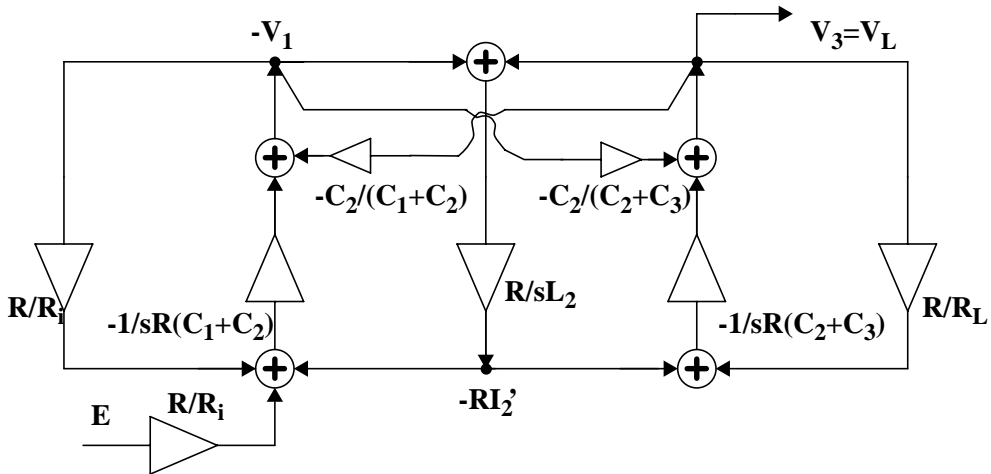 -V1
V3=VL
-C2/(C1+C2)
-C2/(C2+C3)
R/Ri
-1/sR(C1+C2)
R/sL2
-1/sR(C2+C3)
R/RL
E
R/Ri
-RI2’